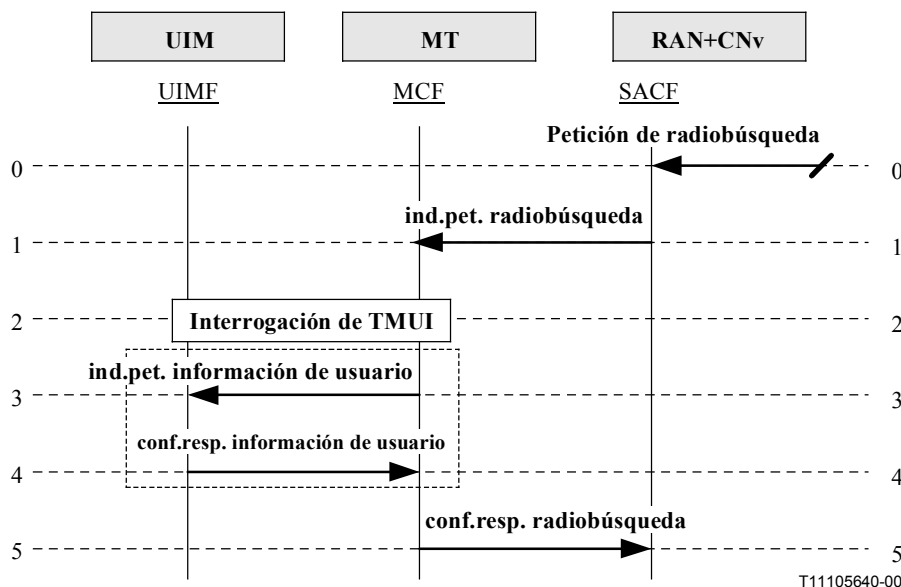 UIM MT RAN+CNv
UIMF MCF SACF
Petición de radiobúsqueda
0 0
ind.pet. radiobúsqueda
1 1
2 Interrogación de TMUI 2
ind.pet. información de usuario
3 3
conf.resp. información de usuario
4 4
conf.resp. radiobúsqueda
5 5
T11105640-00